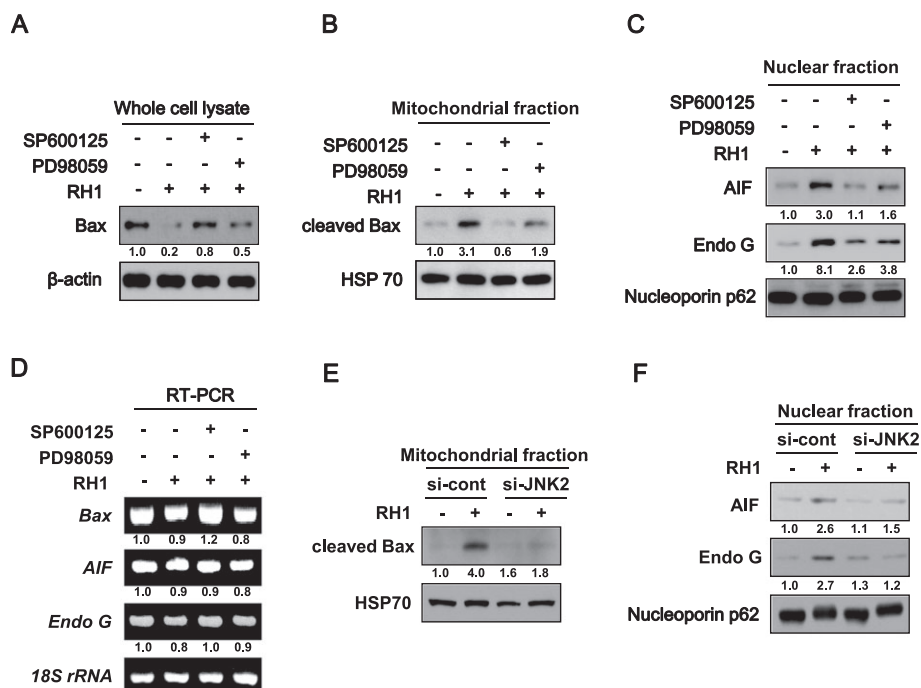 A
Whole cell lysate
SP600125 - - + -
PD98059 - - - +
RH1 - + + +
Bax
1.0 0.2 0.8 0.5
β-actin
B
Mitochondrial fraction
SP600125 - - + -
PD98059 - - - +
RH1 - + + +
cleaved Bax
1.0 3.1 0.6 1.9
HSP 70
C
Nuclear fraction
SP600125 - - + -
PD98059 - - - +
RH1 - + + +
AIF
1.0 3.0 1.1 1.6
Endo G
1.0 8.1 2.6 3.8
Nucleoporin p62
D
RT-PCR
SP600125 - - + -
PD98059 - - - +
RH1 - + + +
Bax
1.0 0.9 1.2 0.8
AIF
1.0 0.9 0.9 0.8
Endo G
1.0 0.8 1.0 0.9
18S rRNA
E
Mitochondrial fraction
si-cont si-JNK2
RH1 - + - +
cleaved Bax
1.0 4.0 1.6 1.8
HSP70
F
Nuclear fraction
si-cont si-JNK2
RH1 - + - +
AIF
1.0 2.6 1.1 1.5
Endo G
1.0 2.7 1.3 1.2
Nucleoporin p62